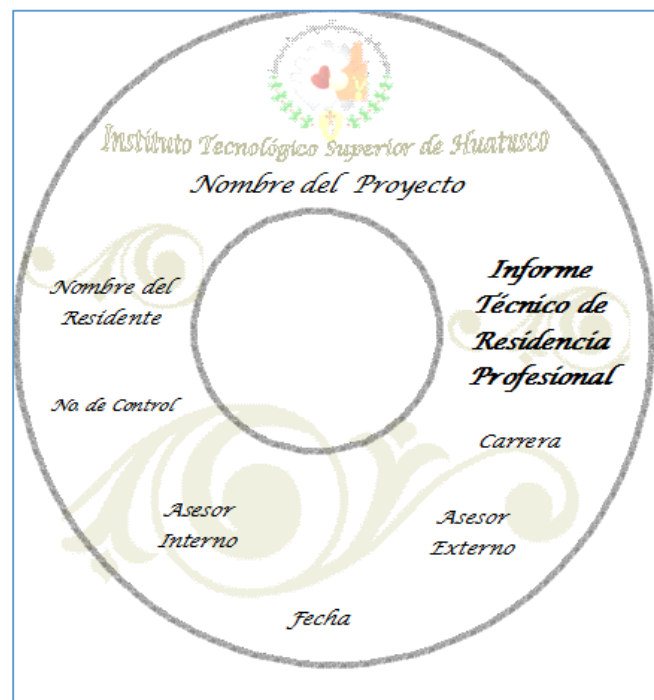 Instituto Tecnológico Superior de Huatusco
Nombre del Proyecto
Nombre del
Residente
Informe
Técnico de
Residencia
Profesional
No. de Control
Carrera
Asesor
Interno
Asesor
Externo
Fecha